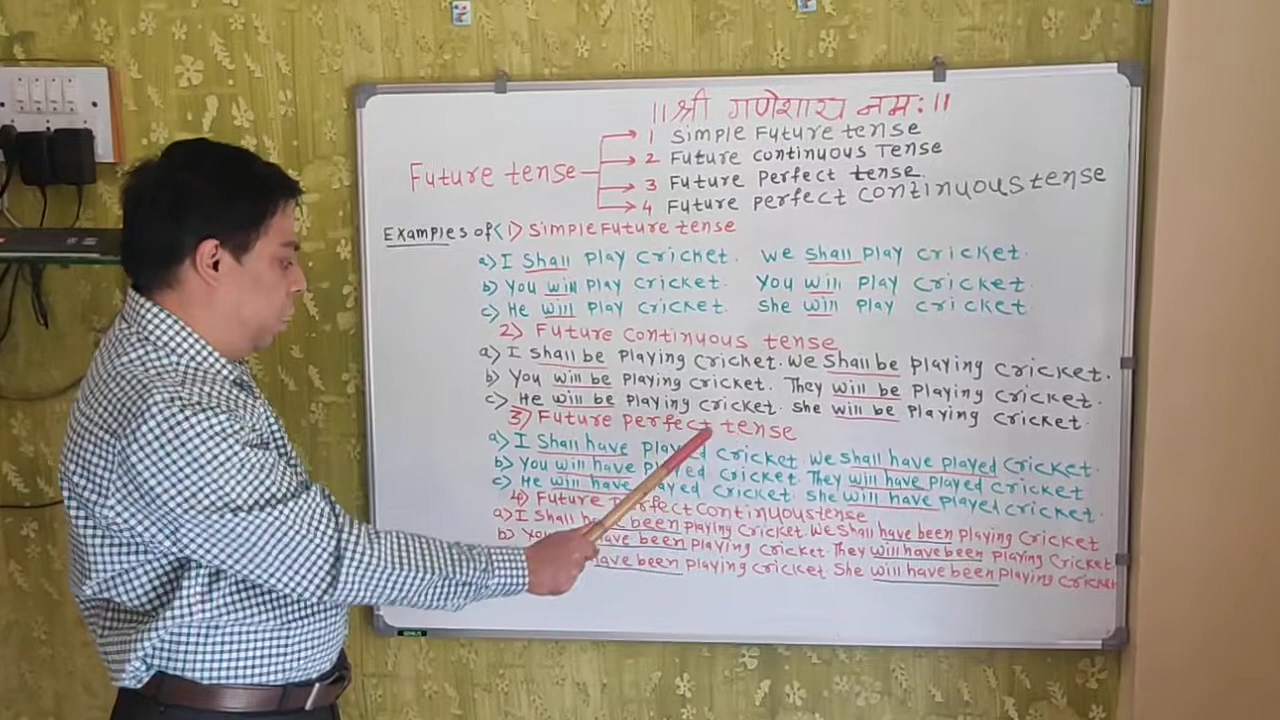 ॥ श्री गणेशाय नमः ॥
Future tense
1 Simple Future tense
2 Future continuous Tense
3 Future Perfect tense.
4 Future perfect continuous tense
Examples of 1) Simple Future tense
a) I Shall Play cricket. We shall play cricket.
b) You will Play cricket. You will Play cricket.
c) He will Play cricket. She will Play cricket.
2) Future continuous tense
a) I shall be Playing cricket. We shall be Playing cricket.
b) You will be Playing cricket. They will be Playing cricket.
c) He will be Playing cricket. She will be Playing cricket.
3) Future perfect tense
a) I Shall have played cricket. We shall have played cricket.
b) You will have played cricket. They will have Played cricket
c) He will have played cricket. She will have Played cricket.
4) Future perfect continuous tense
a) I Shall have been playing cricket. We shall have been Playing cricket
b) You have been Playing cricket. They will have been Playing cricket
have been Playing cricket. She will have been Playing cricket
GENIUS